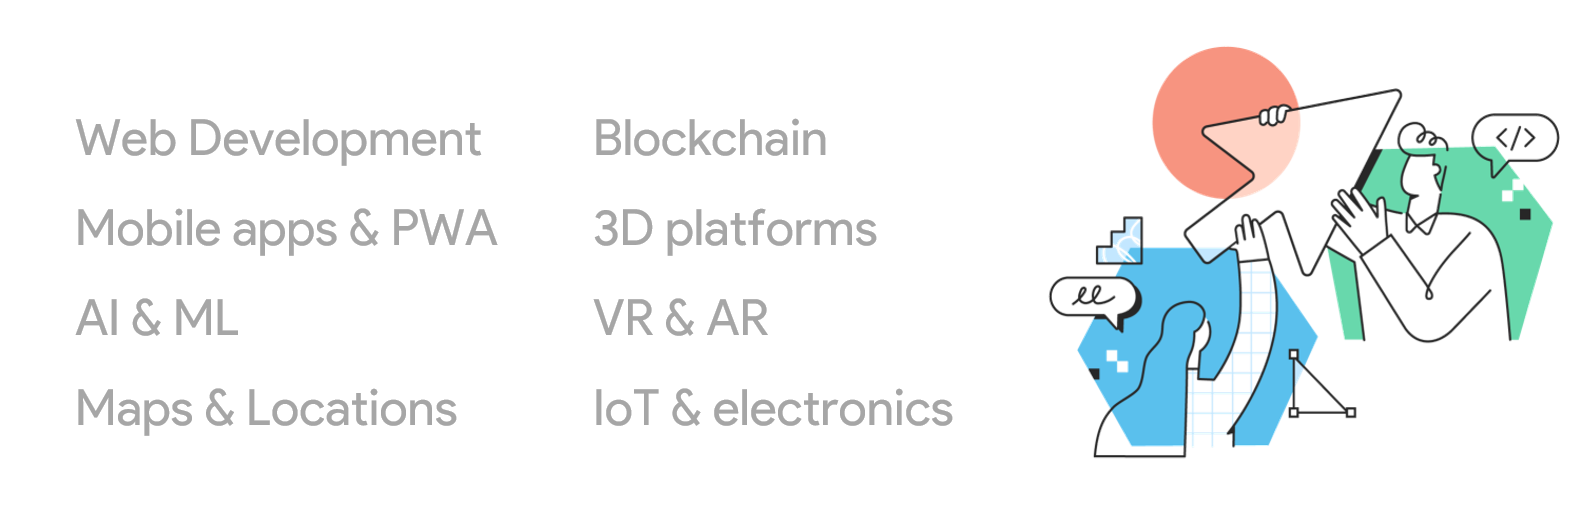 Web Development
Mobile apps & PWA
AI & ML
Maps & Locations
Blockchain
3D platforms
VR & AR
IoT & electronics
</>